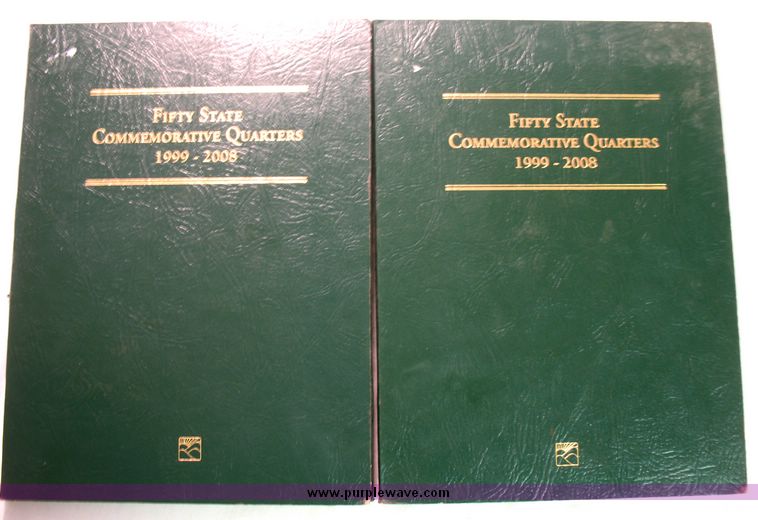 FIFTY STATE
COMMEMORATIVE QUARTERS
1999 - 2008
FIFTY STATE
COMMEMORATIVE QUARTERS
1999 - 2008
www.purplewave.com